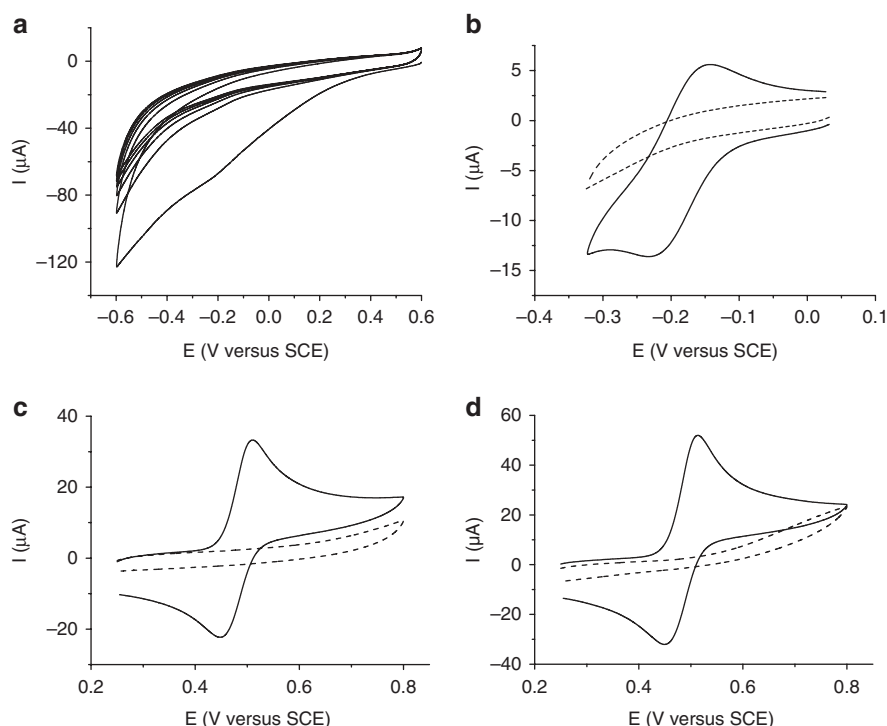 a
0
−40
−80
−120
I (μA)
−0.6 −0.4 −0.2 0.0 0.2 0.4 0.6
E (V versus SCE)
b
5
0
−5
−10
−15
I (μA)
−0.4 −0.3 −0.2 −0.1 0.0 0.1
E (V versus SCE)
c
40
20
0
−20
I (μA)
0.2 0.4 0.6 0.8
E (V versus SCE)
d
60
40
20
0
−20
−40
I (μA)
0.2 0.4 0.6 0.8
E (V versus SCE)